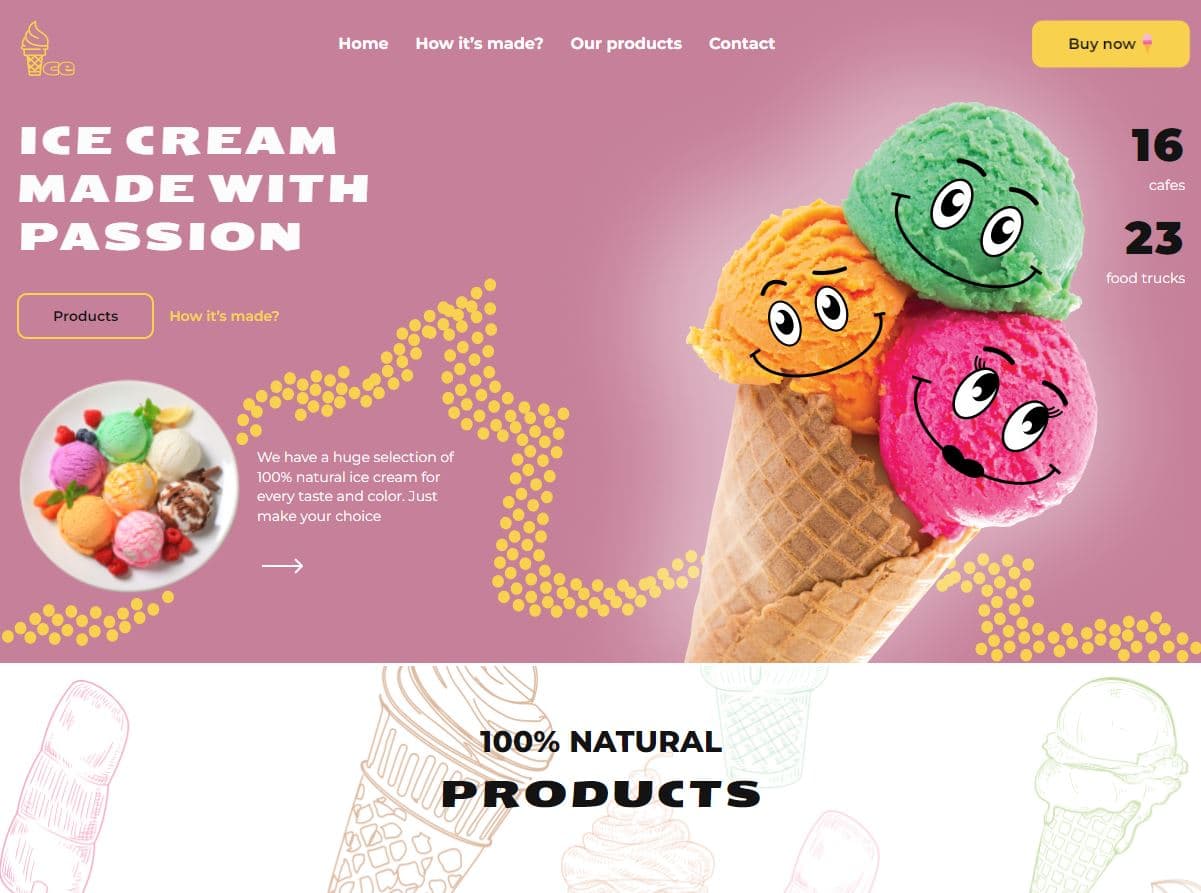 ce
Home
How it's made?
Our products
Contact
Buy now
ICE CREAM
MADE WITH
PASSION
16
cafes
23
food trucks
Products
How it's made?
We have a huge selection of
100% natural ice cream for
every taste and color. Just
make your choice
100% NATURAL
PRODUCTS